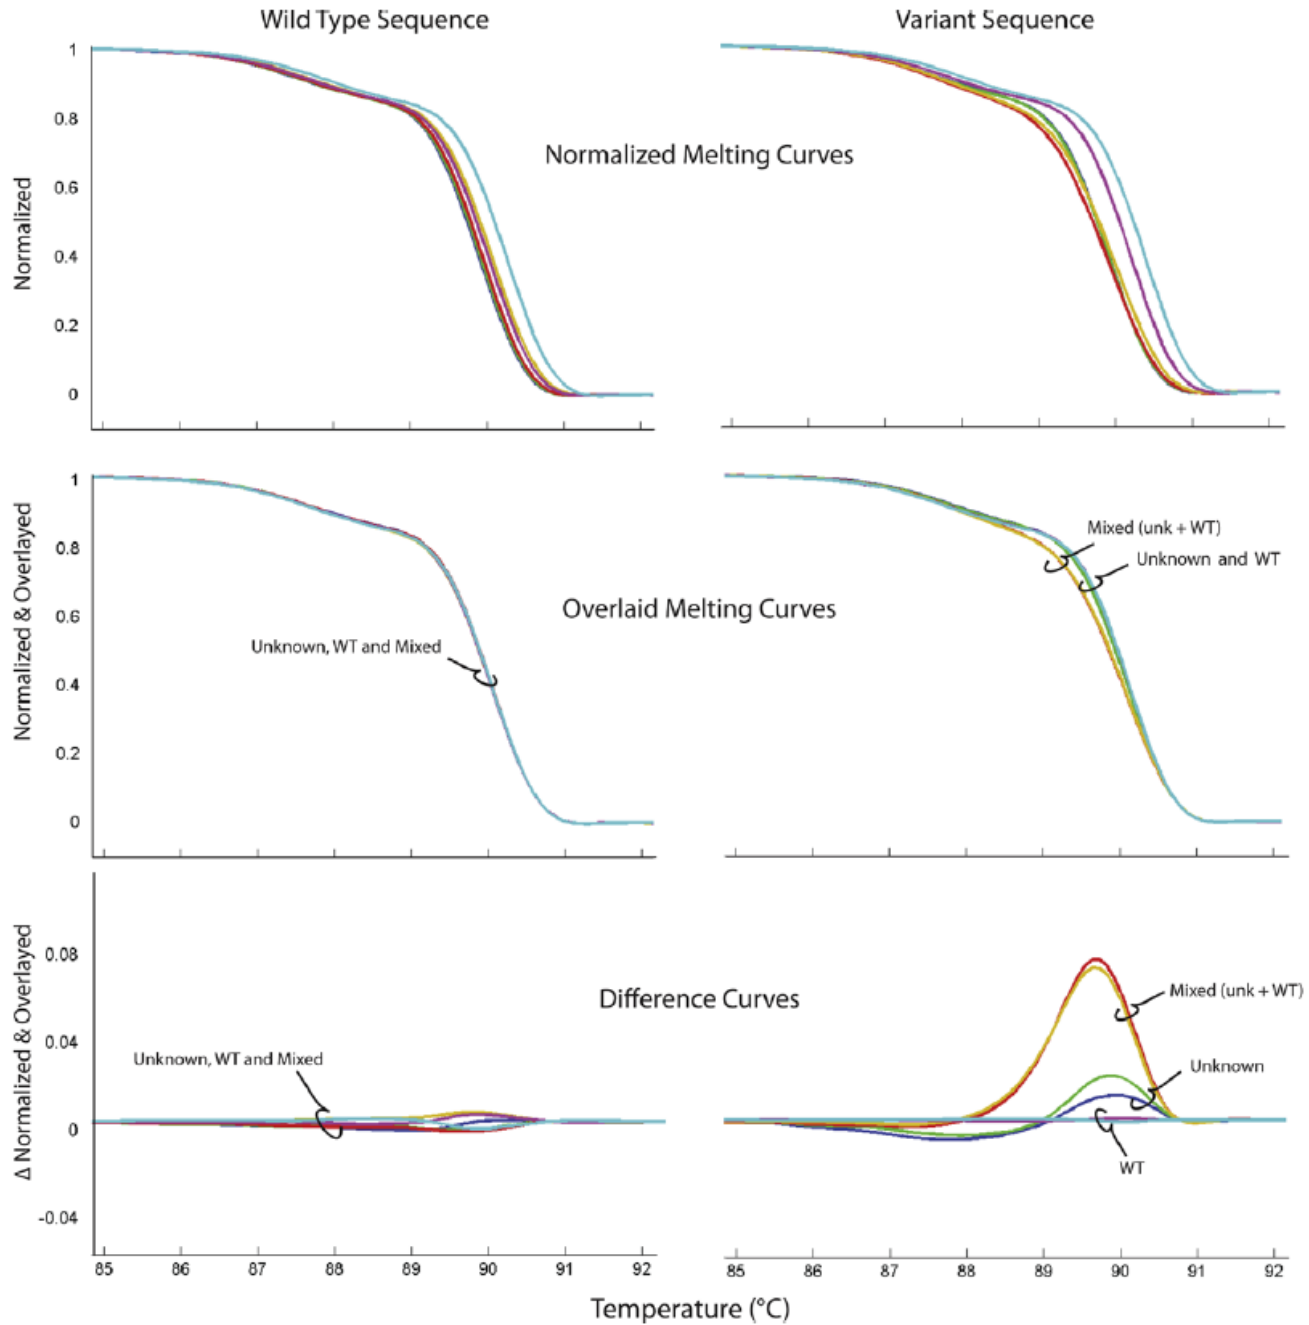 Wild Type Sequence
Variant Sequence
Normalized
1
0.8
0.6
0.4
0.2
0
Normalized Melting Curves
Normalized & Overlayed
1
0.8
0.6
0.4
0.2
0
Unknown, WT and Mixed
Overlaid Melting Curves
Mixed (unk + WT)
Unknown and WT
Δ Normalized & Overlayed
0.08
0.04
0
-0.04
Unknown, WT and Mixed
Difference Curves
Mixed (unk + WT)
Unknown
WT
85 86 87 88 89 90 91 92
85 86 87 88 89 90 91 92
Temperature (°C)